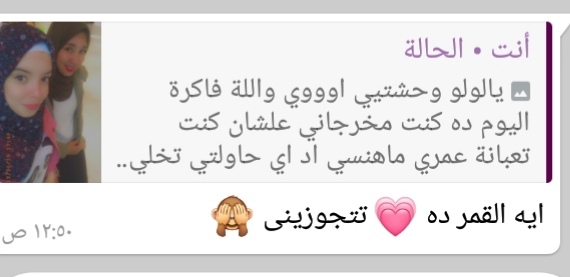 أنت • الحالة
يالولو وحشتيي اوووي واللة فاكرة
اليوم ده كنت مخرجاني علشان كنت
تعبانة عمري ماهنسي اد اي حاولتي تخلي..
ايه القمر ده 💗 تتجوزينى 🙈
١٢:٥٠ ص